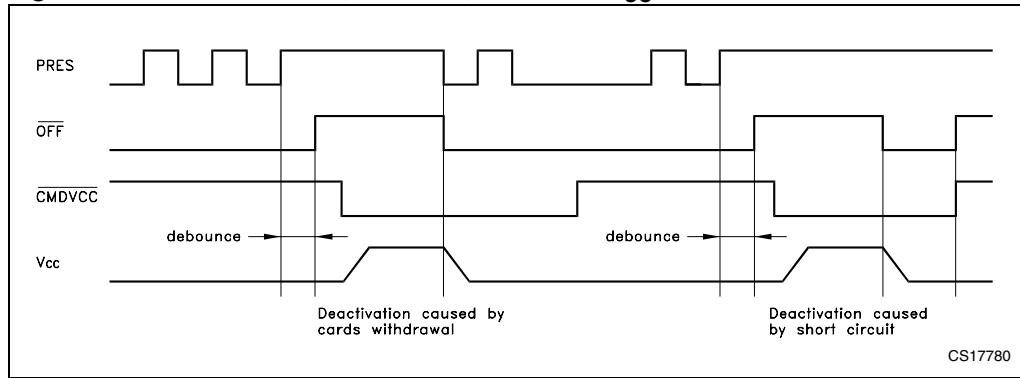 PRES
OFF
CMDVCC
debounce
debounce
Vcc
Deactivation caused by
cards withdrawal
Deactivation caused
by short circuit
CS17780